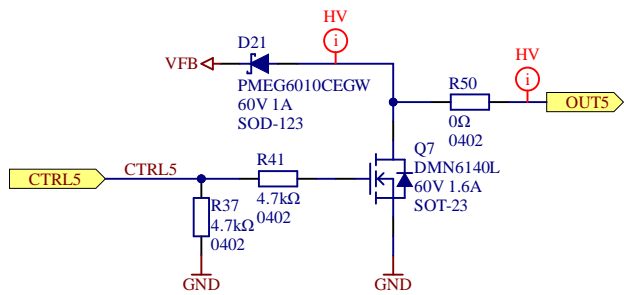 HV
D21
VFB
i
PMEG6010CEGW
60V 1A
SOD-123
HV
i
R50
OUT5
0Ω
0402
Q7
DMN6140L
60V 1.6A
SOT-23
CTRL5
CTRL5
R41
4.7kΩ
0402
R37
4.7kΩ
0402
GND
GND